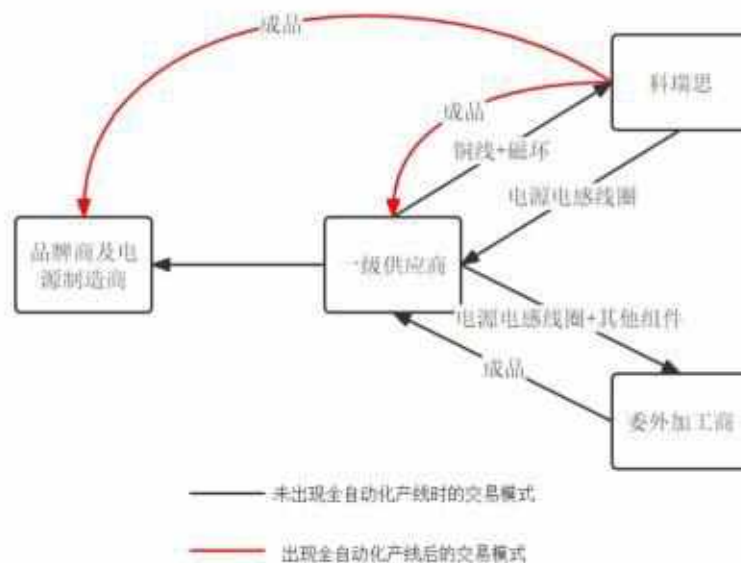 成品
科瑞思
成品
铜线+磁环
电源电感线圈
品牌商及电
源制造商
一级供应商
电源电感线圈+其他组件
成品
委外加工商
未出现全自动化产线时的交易模式
出现全自动化产线后的交易模式